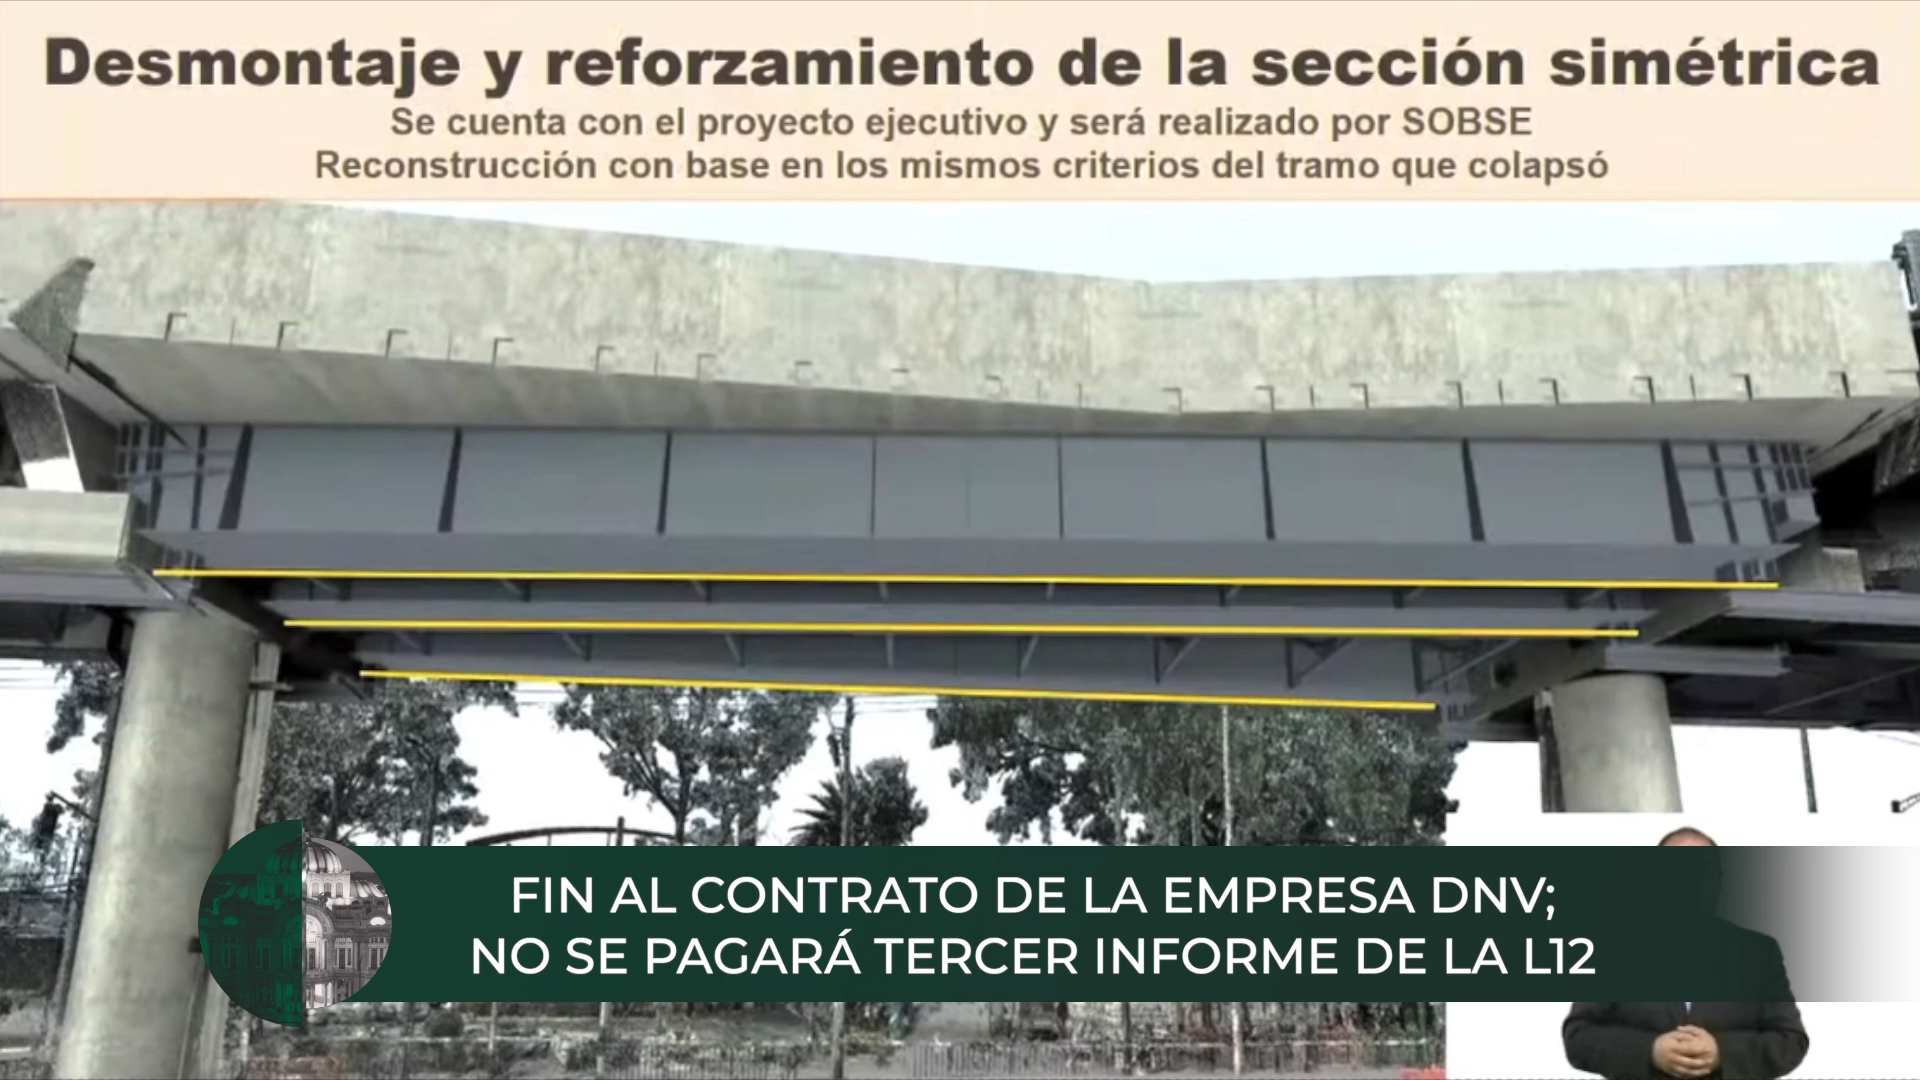 Desmontaje y reforzamiento de la sección simétrica
Se cuenta con el proyecto ejecutivo y será realizado por SOBSE
Reconstrucción con base en los mismos criterios del tramo que colapsó
FIN AL CONTRATO DE LA EMPRESA DNV;
NO SE PAGARÁ TERCER INFORME DE LA L12